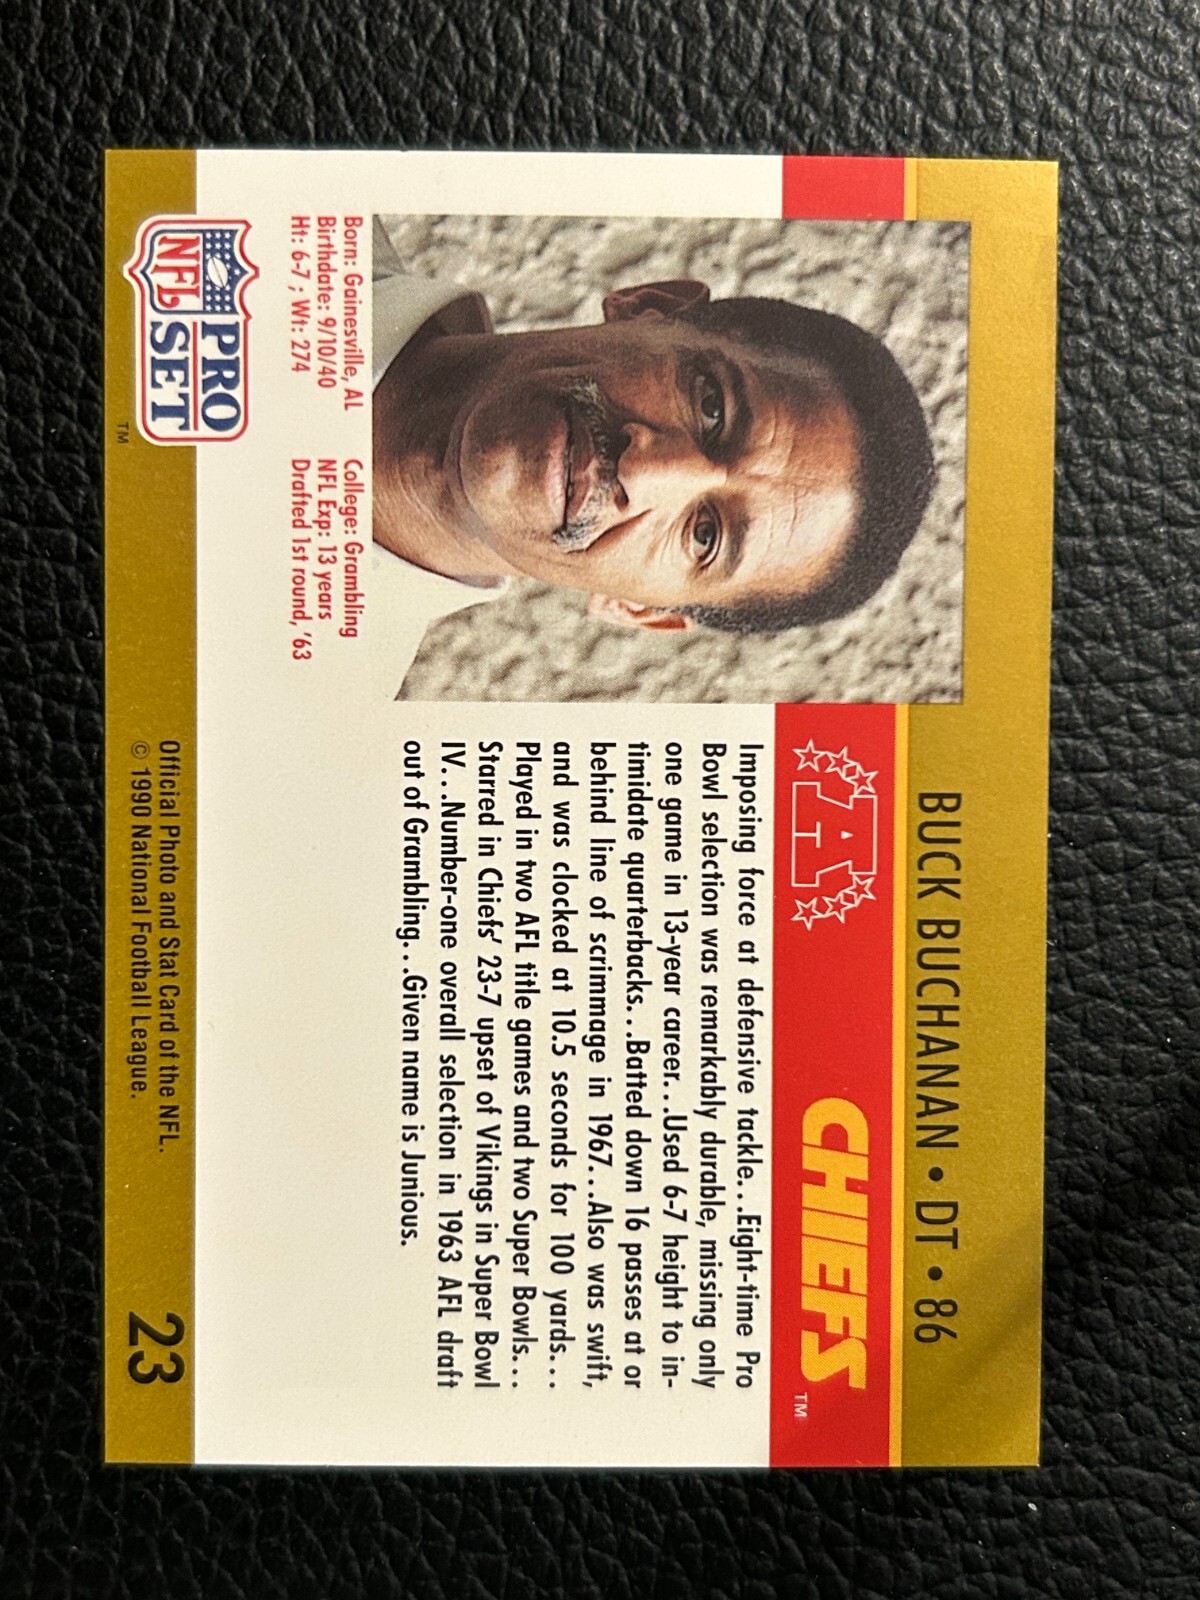 BUCK BUCHANAN • DT • 86
A CHIEFS™
Imposing force at defensive tackle...Eight-time Pro
Bowl selection was remarkably durable, missing only
one game in 13-year career...Used 6-7 height to in-
timidate quarterbacks...Batted down 16 passes at or
behind line of scrimmage in 1967...Also was swift,
and was clocked at 10.5 seconds for 100 yards...
Played in two AFL title games and two Super Bowls...
Starred in Chiefs' 23-7 upset of Vikings in Super Bowl
IV...Number-one overall selection in 1963 AFL draft
out of Grambling...Given name is Junious.
Born: Gainesville, AL
Birthdate: 9/10/40
Ht: 6-7 ; Wt: 274
College: Grambling
NFL Exp: 13 years
Drafted 1st round, '63
PRO
NFL SET
™
Official Photo and Stat Card of the NFL.
© 1990 National Football League.
23